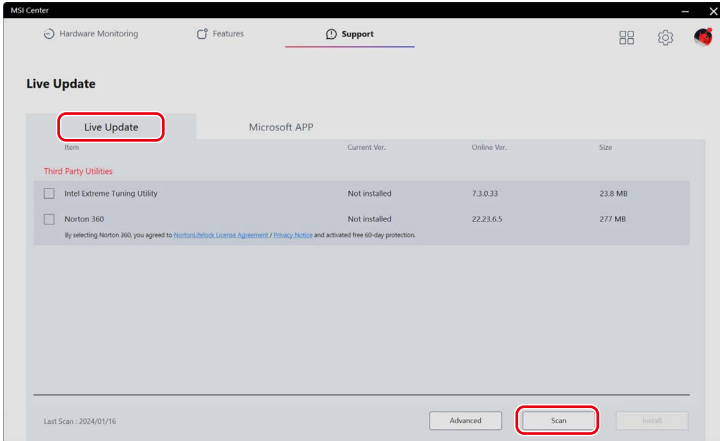 MSI Center
Hardware Monitoring
Features
Support
Live Update
Live Update
Microsoft APP
Item
Current Ver.
Online Ver.
Size
Third Party Utilities
Intel Extreme Tuning Utility
Not installed
7.3.0.33
23.8 MB
Norton 360
Not installed
22.23.6.5
277 MB
By selecting Norton 360, you agreed to NortonLifelock License Agreement / Privacy Notice and activated free 60-day protection.
Last Scan : 2024/01/16
Advanced
Scan
Install